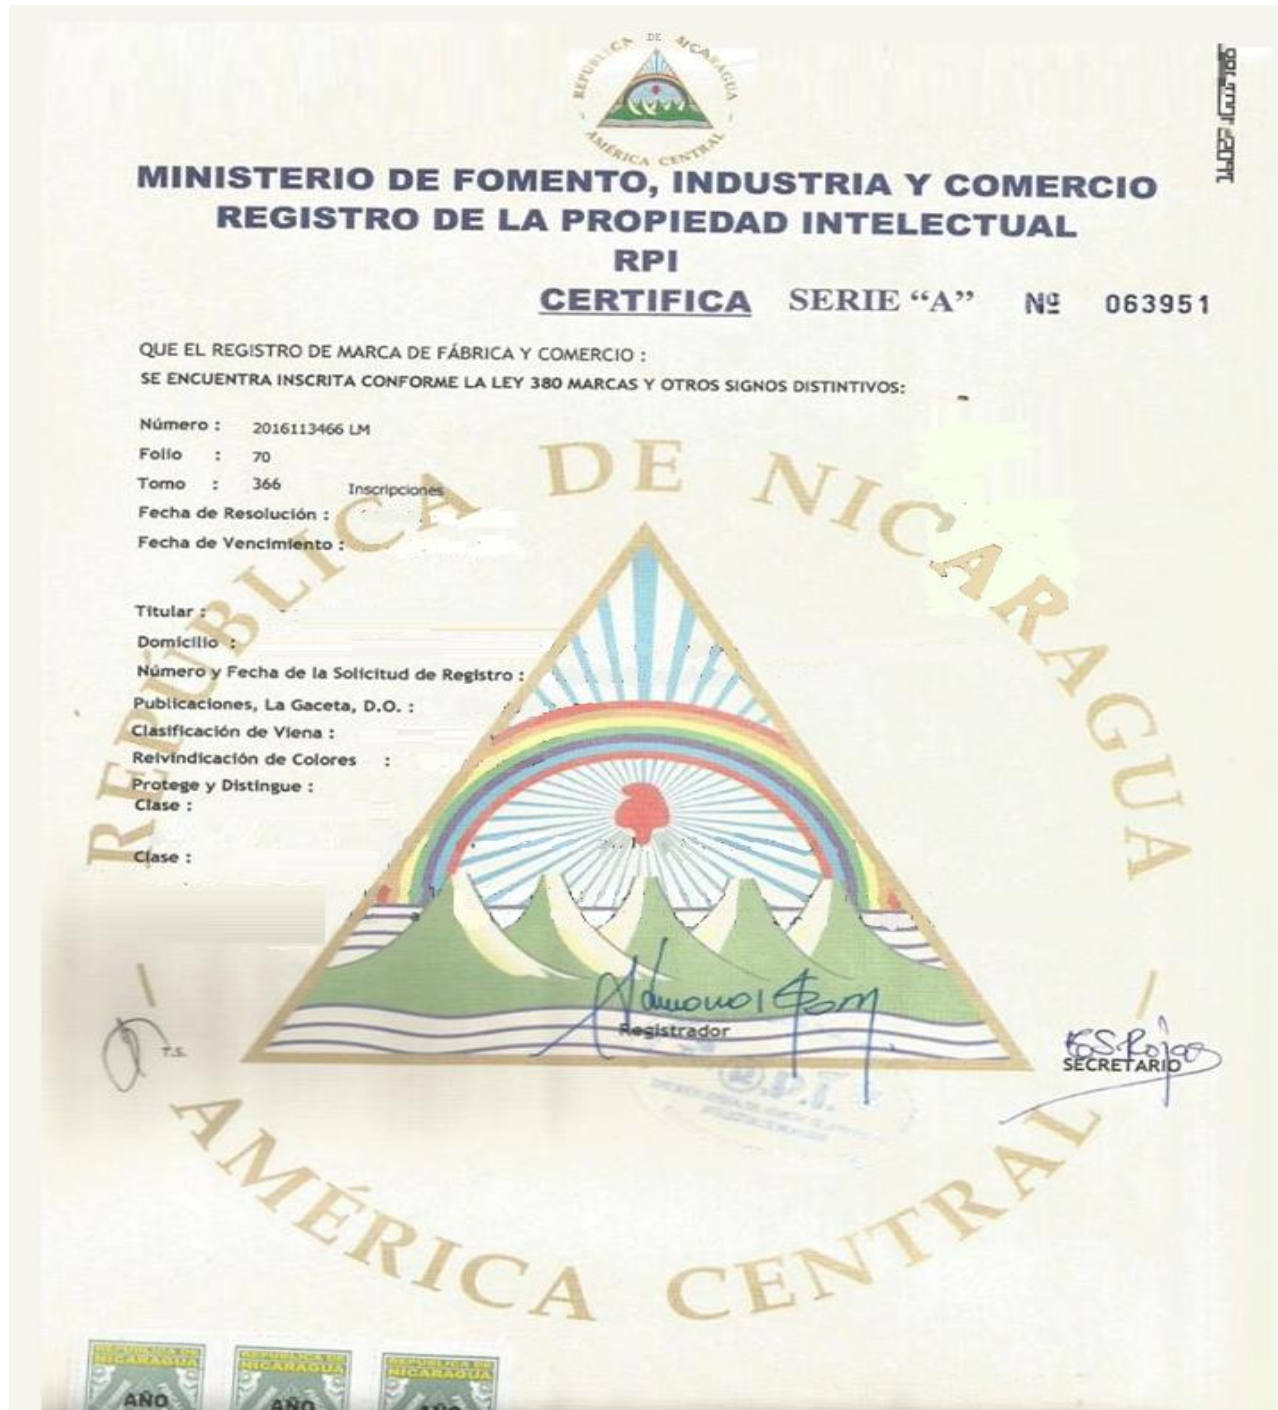 REPÚBLICA DE NICARAGUA
AMÉRICA CENTRAL
MINISTERIO DE FOMENTO, INDUSTRIA Y COMERCIO
REGISTRO DE LA PROPIEDAD INTELECTUAL
RPI
CERTIFICA SERIE “A” Nº 063951
QUE EL REGISTRO DE MARCA DE FÁBRICA Y COMERCIO :
SE ENCUENTRA INSCRITA CONFORME LA LEY 380 MARCAS Y OTROS SIGNOS DISTINTIVOS:
Número : 2016113466 LM
Folio : 70
Tomo : 366 Inscripciones
Fecha de Resolución :
Fecha de Vencimiento :
Titular :
Domicilio :
Número y Fecha de la Solicitud de Registro :
Publicaciones, La Gaceta, D.O. :
Clasificación de Viena :
Reivindicación de Colores :
Protege y Distingue :
Clase :
Clase :
REPÚBLICA DE NICARAGUA
Registrador
T.S.
SECRETARIO
AMÉRICA CENTRAL
REPUBLICA DE NICARAGUA
AÑO
REPUBLICA DE NICARAGUA
AÑO
REPUBLICA DE NICARAGUA
AÑO